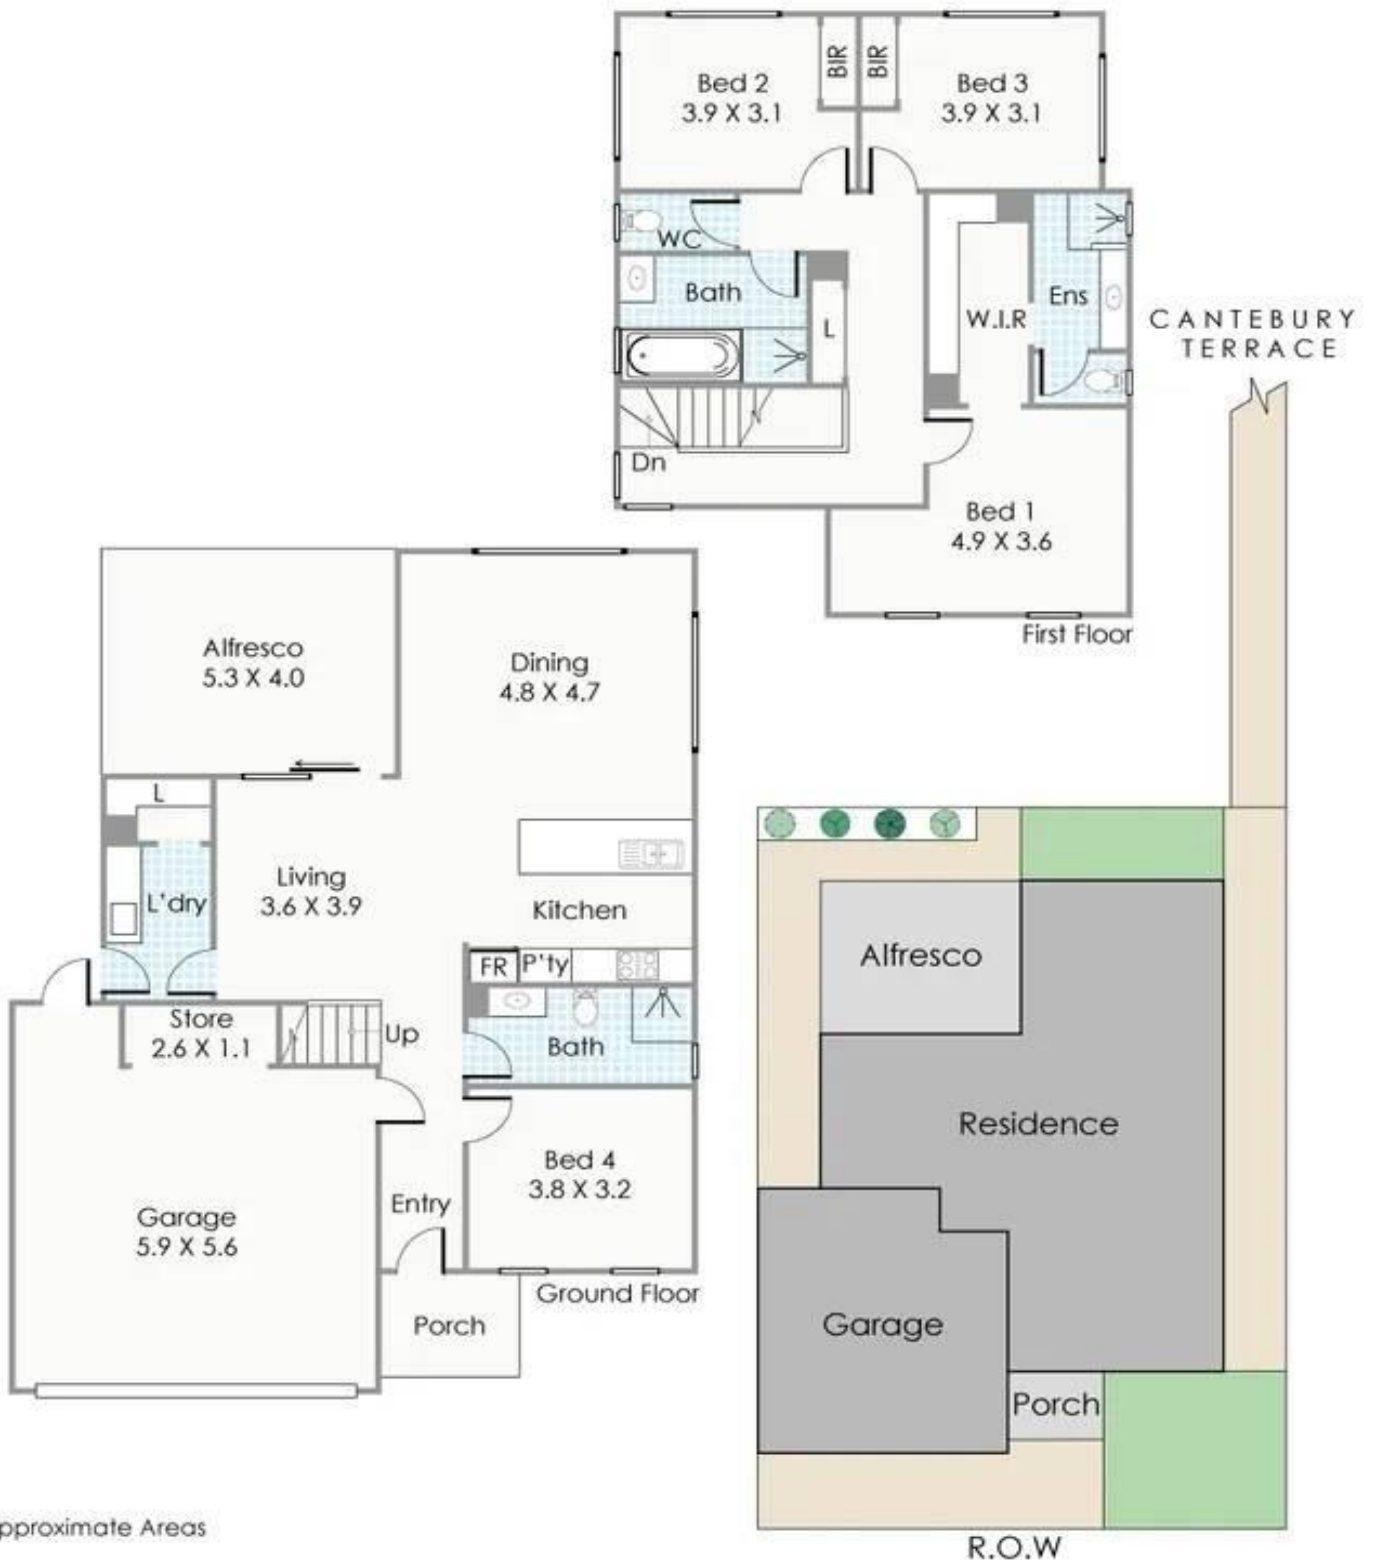 Bed 2
3.9 X 3.1
BIR
BIR
Bed 3
3.9 X 3.1
WC
Bath
L
W.I.R
Ens
Dn
Bed 1
4.9 X 3.6
First Floor
CANTEBURY
TERRACE
Alfresco
5.3 X 4.0
Dining
4.8 X 4.7
L
L'dry
Living
3.6 X 3.9
Kitchen
FR
P'ty
Store
2.6 X 1.1
Up
Bath
Bed 4
3.8 X 3.2
Entry
Garage
5.9 X 5.6
Porch
Ground Floor
Alfresco
Residence
Garage
Porch
R.O.W
pproximate Areas